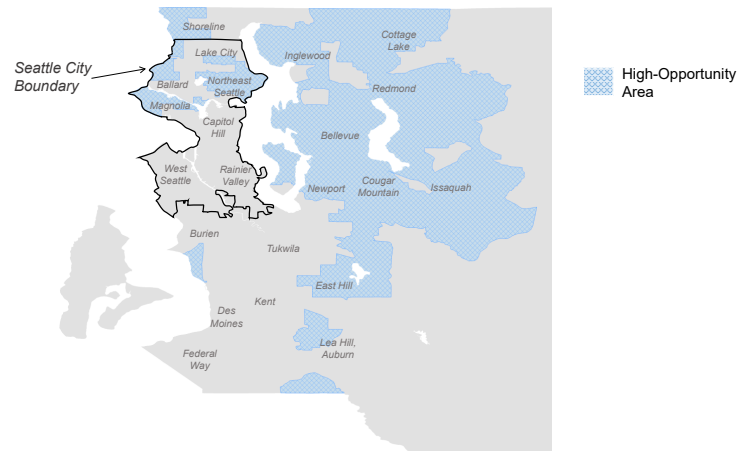 Shoreline
Cottage
Lake
Lake City
Inglewood
Seattle City
Boundary
High-Opportunity
Area
Ballard
Northeast
Seattle
Redmond
Magnolia
Capitol
Hill
Bellevue
West
Seattle
Rainier
Valley
Newport
Cougar
Mountain
Issaquah
Burien
Tukwila
East Hill
Kent
Des
Moines
Lea Hill,
Auburn
Federal
Way